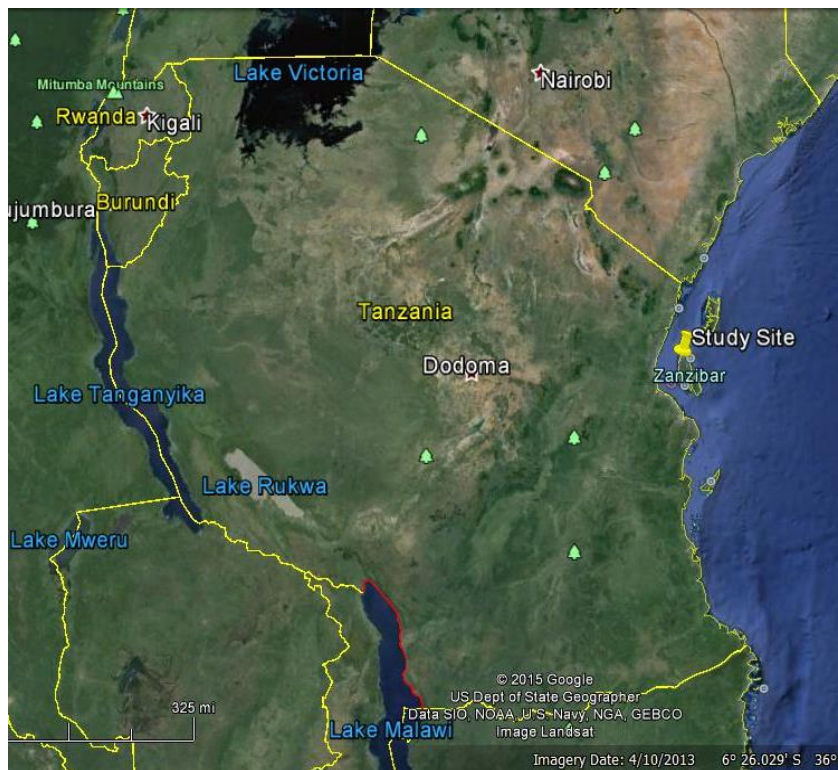 Lake Victoria
Nairobi
Mitumba Mountains
Rwanda
Kigali
Burundi
ujumbura
Tanzania
Study Site
Dodoma
Zanzibar
Lake Tanganyika
Lake Rukwa
Lake Mweru
© 2015 Google
US Dept of State Geographer
Data SIO, NOAA, U.S. Navy, NGA, GEBCO
Image Landsat
325 mi
Lake Malawi
Imagery Date: 4/10/2013 6° 26.029' S 36°